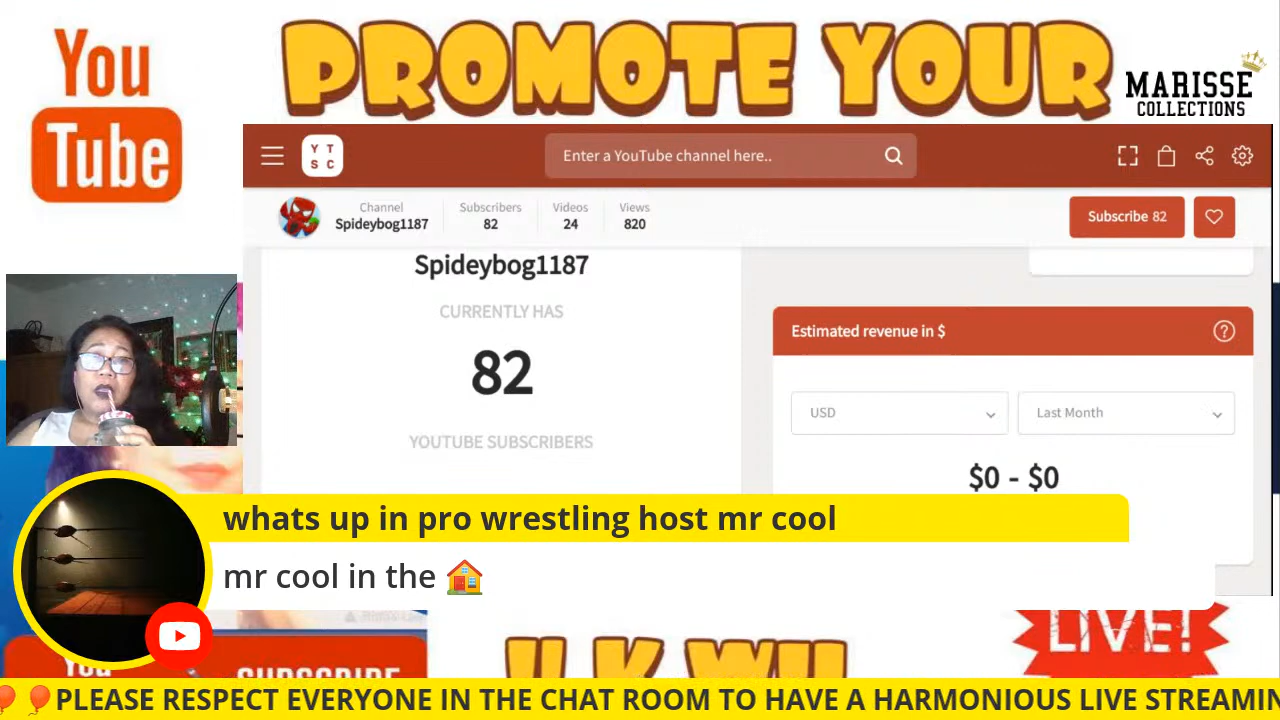 You
Tube
PROMOTE YOUR
MARISSE
COLLECTIONS
Y T
S C
Enter a YouTube channel here..
Channel
Spideybog1187
Subscribers
82
Videos
24
Views
820
Subscribe 82
Spideybog1187
CURRENTLY HAS
82
YOUTUBE SUBSCRIBERS
Estimated revenue in $
USD
Last Month
$0 - $0
whats up in pro wrestling host mr cool
mr cool in the 🏠
LIVE!
You
SUBSCRIBE
🎈🎈PLEASE RESPECT EVERYONE IN THE CHAT ROOM TO HAVE A HARMONIOUS LIVE STREAMIN